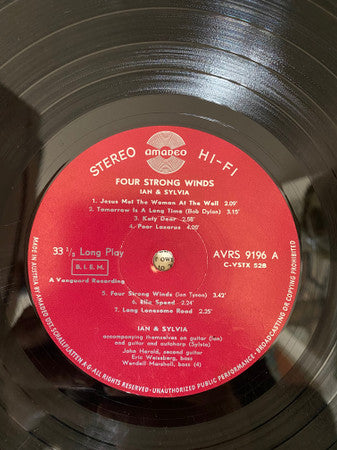 STEREO amadeo HI-FI
FOUR STRONG WINDS
IAN & SYLVIA
1. Jesus Met The Woman At The Well 2.09'
2. Tomorrow Is A Long Time (Bob Dylan) 3.15'
3. Katy Dear 2.58'
4. Poor Lazarus 4.00'
33 1/3 Long Play
B.I.E.M.
A Vanguard Recording
AVRS 9196 A
C-VSTX 528
5. Four Strong Winds (Ian Tyson) 3.42'
6. Ella Speed 2.24'
7. Long Lonesome Road 2.25'
IAN & SYLVIA
accompanying themselves on guitar (Ian)
and guitar and autoharp (Sylvia)
John Herald, second guitar
Eric Weissberg, bass
Wendell Marshall, bass (4)
MADE IN AUSTRIA BY AMADEO ÖST. SCHALLPLATTEN A.G. ALL RIGHTS RESERVED - UNAUTHORIZED PUBLIC PERFORMANCE - BROADCASTING OR COPYING PROHIBITED